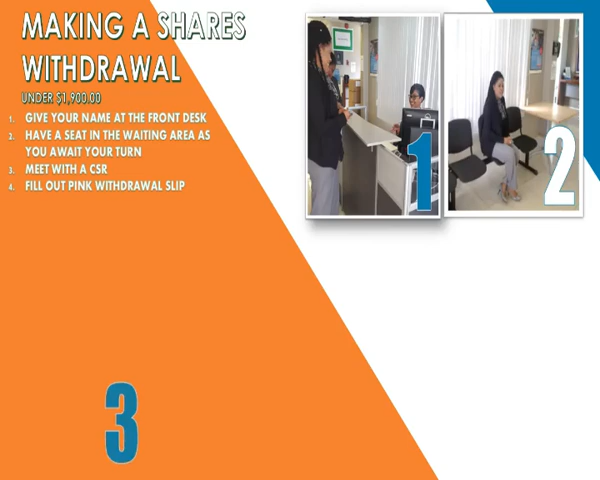 MAKING A SHARES
WITHDRAWAL
UNDER $1,900.00
1. GIVE YOUR NAME AT THE FRONT DESK
2. HAVE A SEAT IN THE WAITING AREA AS
YOU AWAIT YOUR TURN
3. MEET WITH A CSR
4. FILL OUT PINK WITHDRAWAL SLIP
1
2
3